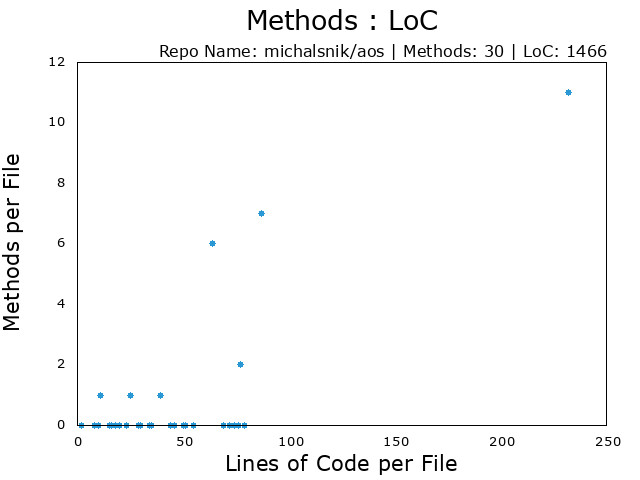 Methods : LoC
Repo Name: michalsnik/aos | Methods: 30 | LoC: 1466
12
10
8
6
4
2
0
Methods per File
0 50 100 150 200 250
Lines of Code per File